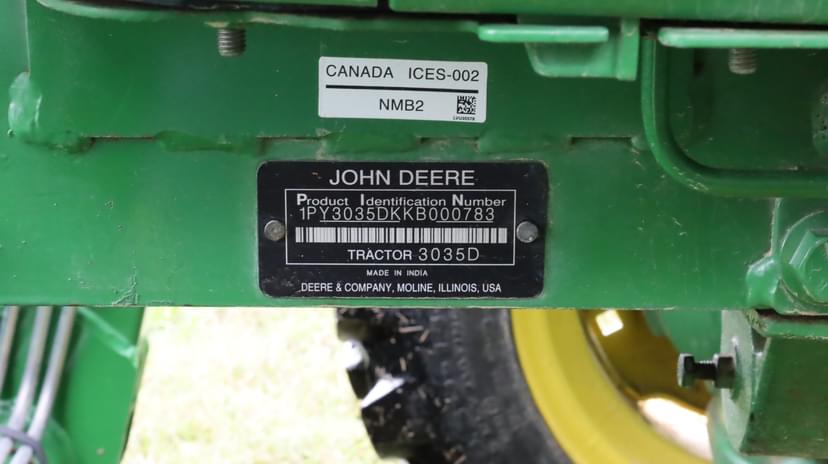 CANADA ICES-002
NMB2
LVU35578
JOHN DEERE
Product Identification Number
1PY3035DKKB000783
TRACTOR 3035D
MADE IN INDIA
DEERE & COMPANY, MOLINE, ILLINOIS, USA